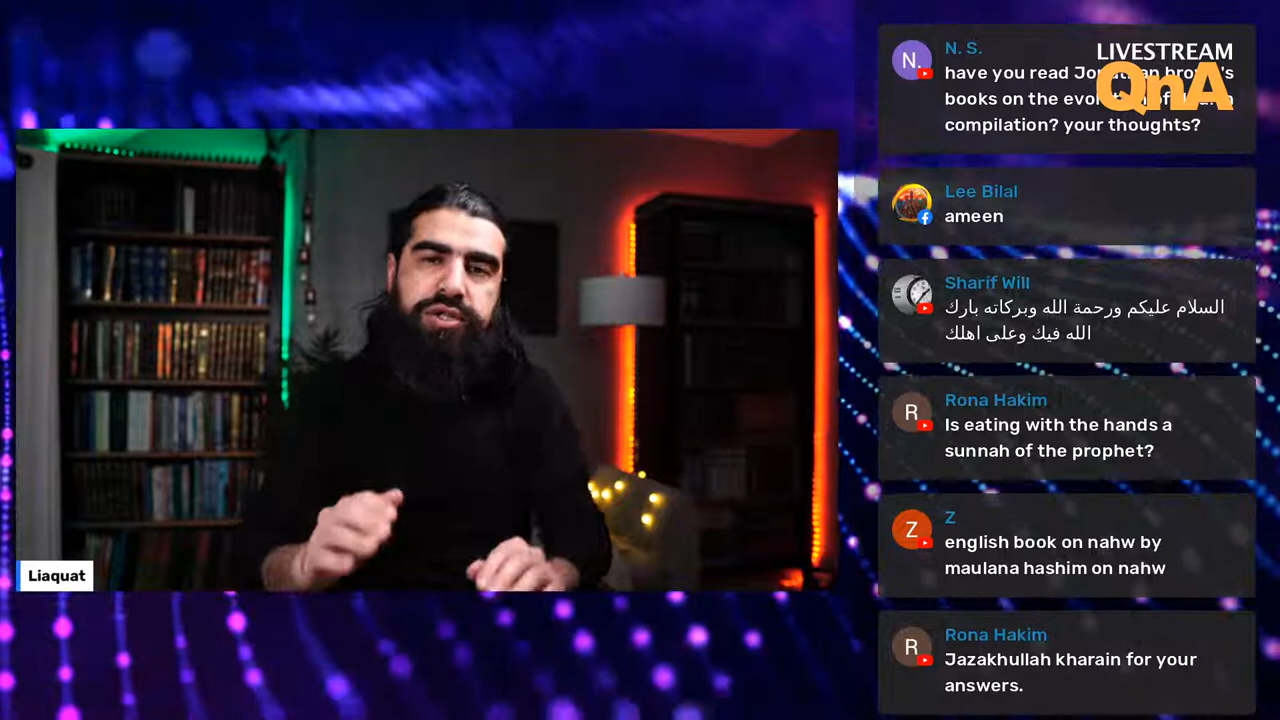 LIVESTREAM
QnA
N.
N. S.
have you read
books on the
compilation? your thoughts?
Lee Bilal
ameen
Sharif Will
السلام عليكم ورحمة الله وبركاته بارك
الله فيك وعلى اهلك
R
Rona Hakim
Is eating with the hands a
sunnah of the prophet?
Z
Z
english book on nahw by
maulana hashim on nahw
R
Rona Hakim
Jazakhullah kharain for your
answers.
Liaquat